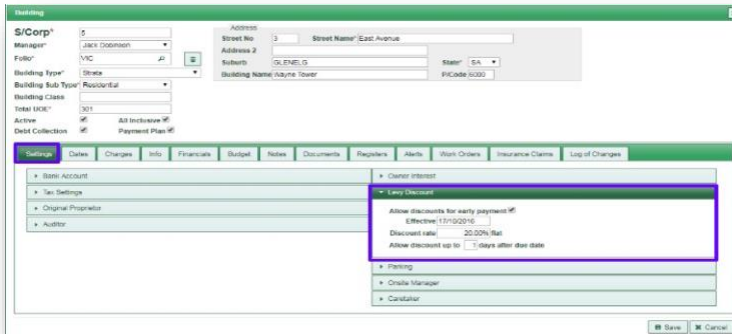 Building
S/Corp* 6
Manager* Jack Dobinson
Folio* VIC
Building Type* Strata
Building Sub Type* Residential
Building Class
Total UOE* 301
Active All Inclusive
Debt Collection Payment Plan
Address
Street No 3 Street Name* East Avenue
Address 2
Suburb GLENELG State* SA
Building Name Wayne Tower P/Code 5000
Settings Dates Charges Info Financials Budget Notes Documents Registers Alerts Work Orders Insurance Claims Log of Changes
Bank Account
Tax Settings
Original Proprietor
Auditor
Owner Interest
Levy Discount
Allow discounts for early payment
Effective 17/10/2016
Discount rate 20.00% flat
Allow discount up to 1 days after due date
Parking
Onsite Manager
Caretaker
Save Cancel